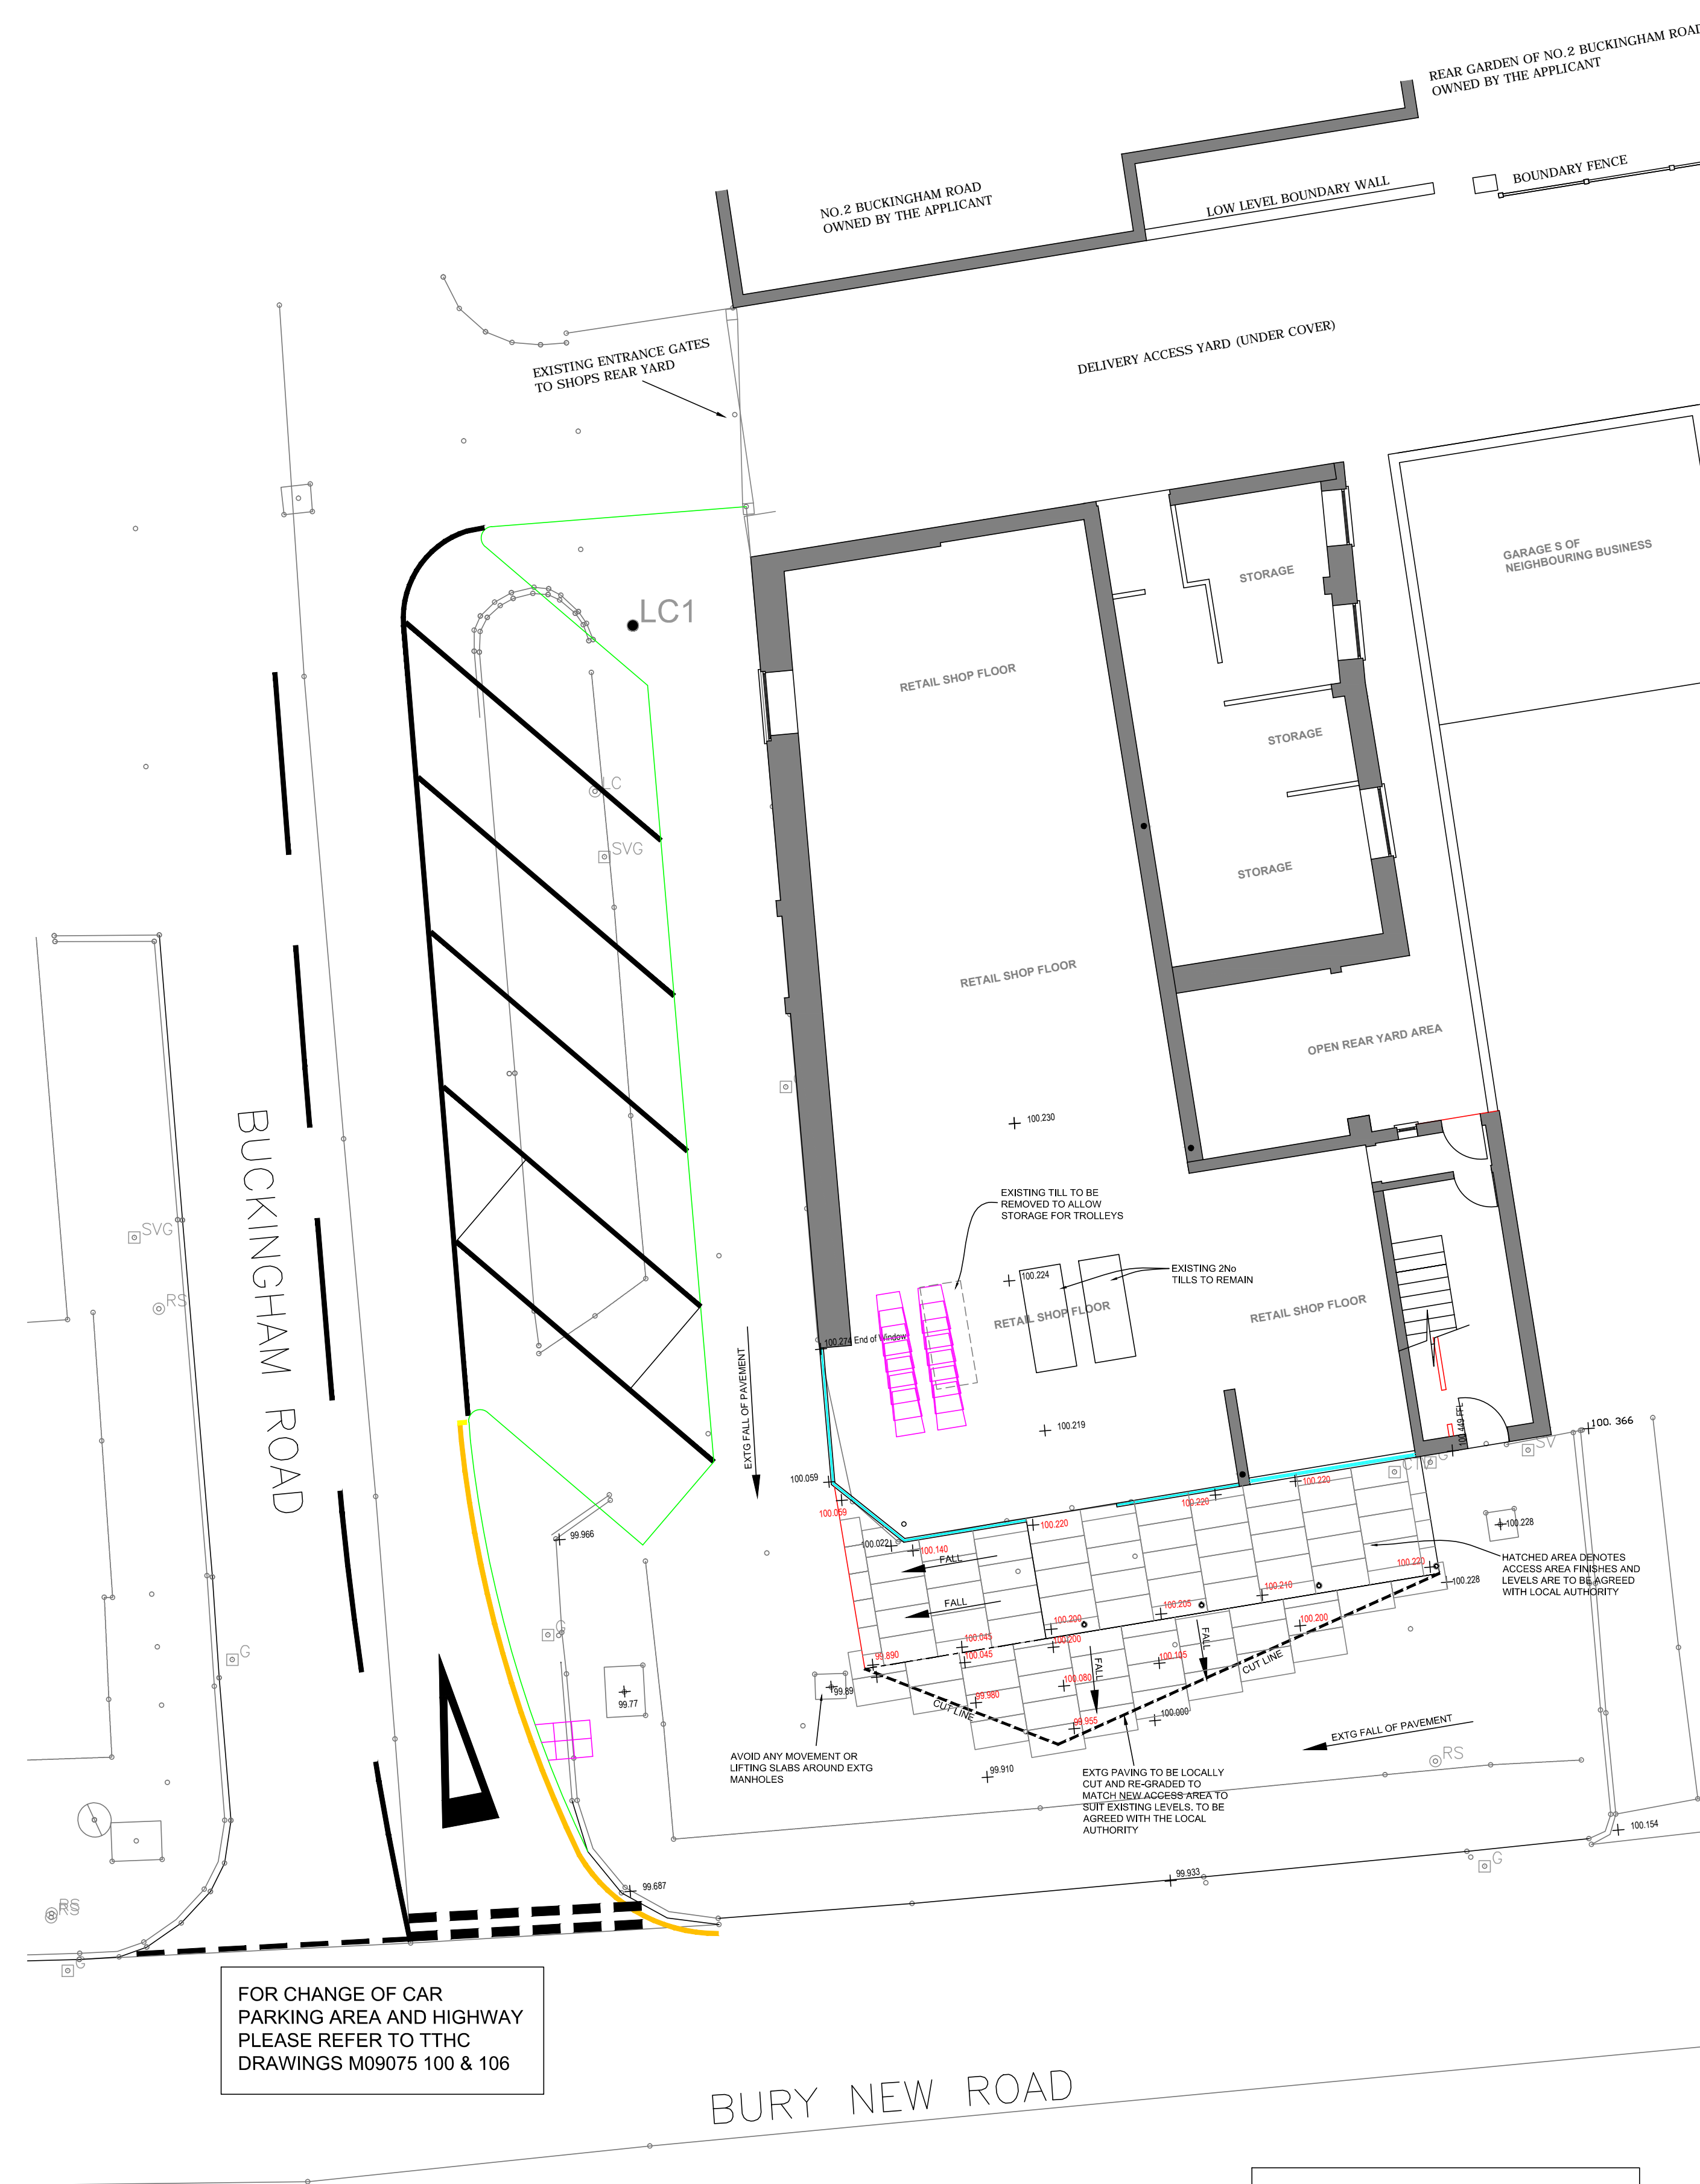 REAR GARDEN OF NO.2 BUCKINGHAM ROAD
OWNED BY THE APPLICANT
BOUNDARY FENCE
LOW LEVEL BOUNDARY WALL
NO.2 BUCKINGHAM ROAD
OWNED BY THE APPLICANT
EXISTING ENTRANCE GATES
TO SHOPS REAR YARD
DELIVERY ACCESS YARD (UNDER COVER)
GARAGE S OF
NEIGHBOURING BUSINESS
STORAGE
LC1
RETAIL SHOP FLOOR
STORAGE
LC
SVG
STORAGE
RETAIL SHOP FLOOR
OPEN REAR YARD AREA
100.230
BUCKINGHAM ROAD
SVG
RS
EXISTING TILL TO BE
REMOVED TO ALLOW
STORAGE FOR TROLLEYS
100.224
EXISTING 2No
TILLS TO REMAIN
RETAIL SHOP FLOOR
RETAIL SHOP FLOOR
100.274 End of Window
EXTG FALL OF PAVEMENT
100.219
100.449 FFL
100. 366
SV
G
100.059
100.059
100.220
100.220
100.220
100.228
99.966
100.022
100.140
FALL
FALL
100.220
100.228
HATCHED AREA DENOTES
ACCESS AREA FINISHES AND
LEVELS ARE TO BE AGREED
WITH LOCAL AUTHORITY
100.210
100.205
100.200
100.200
100.200
100.045
100.045
99.890
99.89
FALL
FALL
100.105
100.080
CUT LINE
CUT LINE
99.980
99.955
100.090
G
G
99.77
AVOID ANY MOVEMENT OR
LIFTING SLABS AROUND EXTG
MANHOLES
99.910
EXTG PAVING TO BE LOCALLY
CUT AND RE-GRADED TO
MATCH NEW ACCESS AREA TO
SUIT EXISTING LEVELS, TO BE
AGREED WITH THE LOCAL
AUTHORITY
EXTG FALL OF PAVEMENT
RS
100.154
G
99.933
99.687
RS
RS
G
FOR CHANGE OF CAR
PARKING AREA AND HIGHWAY
PLEASE REFER TO TTHC
DRAWINGS M09075 100 & 106
BURY NEW ROAD